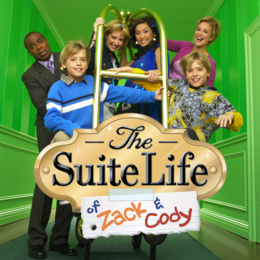 The
Suite Life
of Zack &
Cody